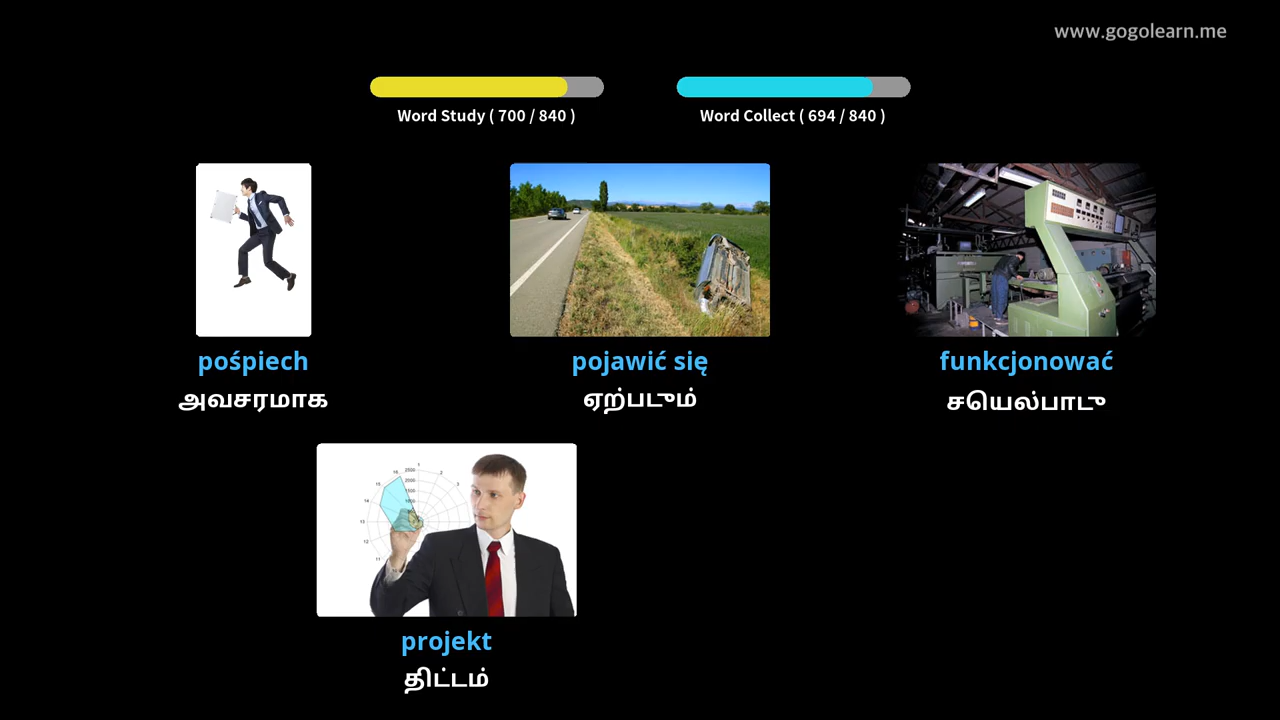 www.gogolearn.me
Word Study ( 700 / 840 )
Word Collect ( 694 / 840 )
pośpiech
அவசரமாக
pojawić się
ஏற்படும்
funkcjonować
செயெல்பாடு
projekt
திட்டம்